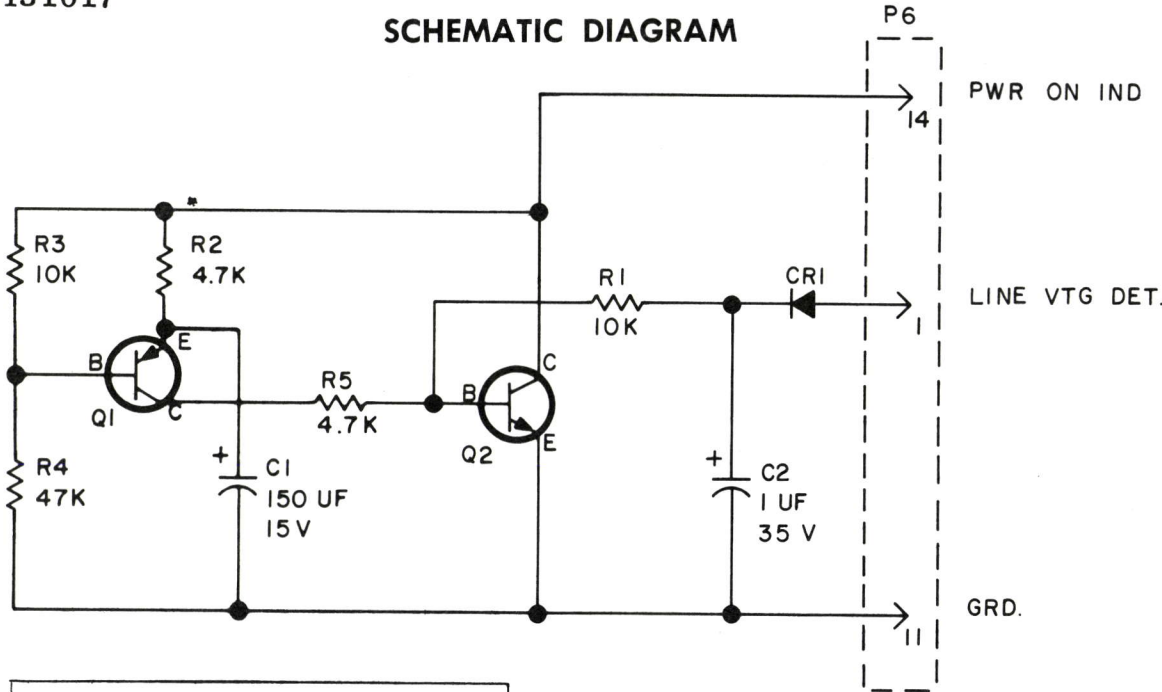 SCHEMATIC DIAGRAM
P6
PWR ON IND
14
*
R3
10K
R2
4.7K
R1
10K
CR1
LINE VTG DET.
1
B
E
C
Q1
R5
4.7K
B
C
E
Q2
R4
47K
+
C1
150 UF
15V
+
C2
1 UF
35 V
GRD.
11